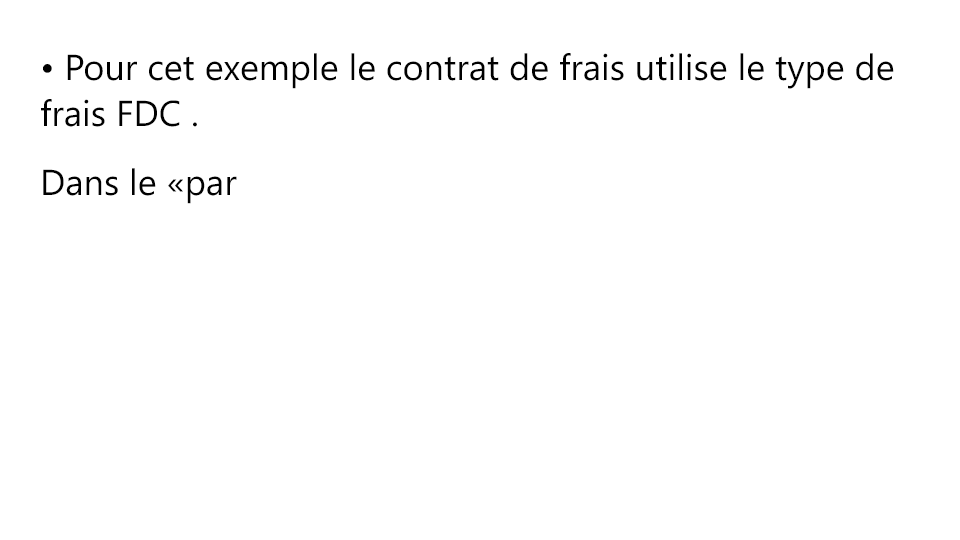 • Pour cet exemple le contrat de frais utilise le type de
frais FDC .
Dans le «par